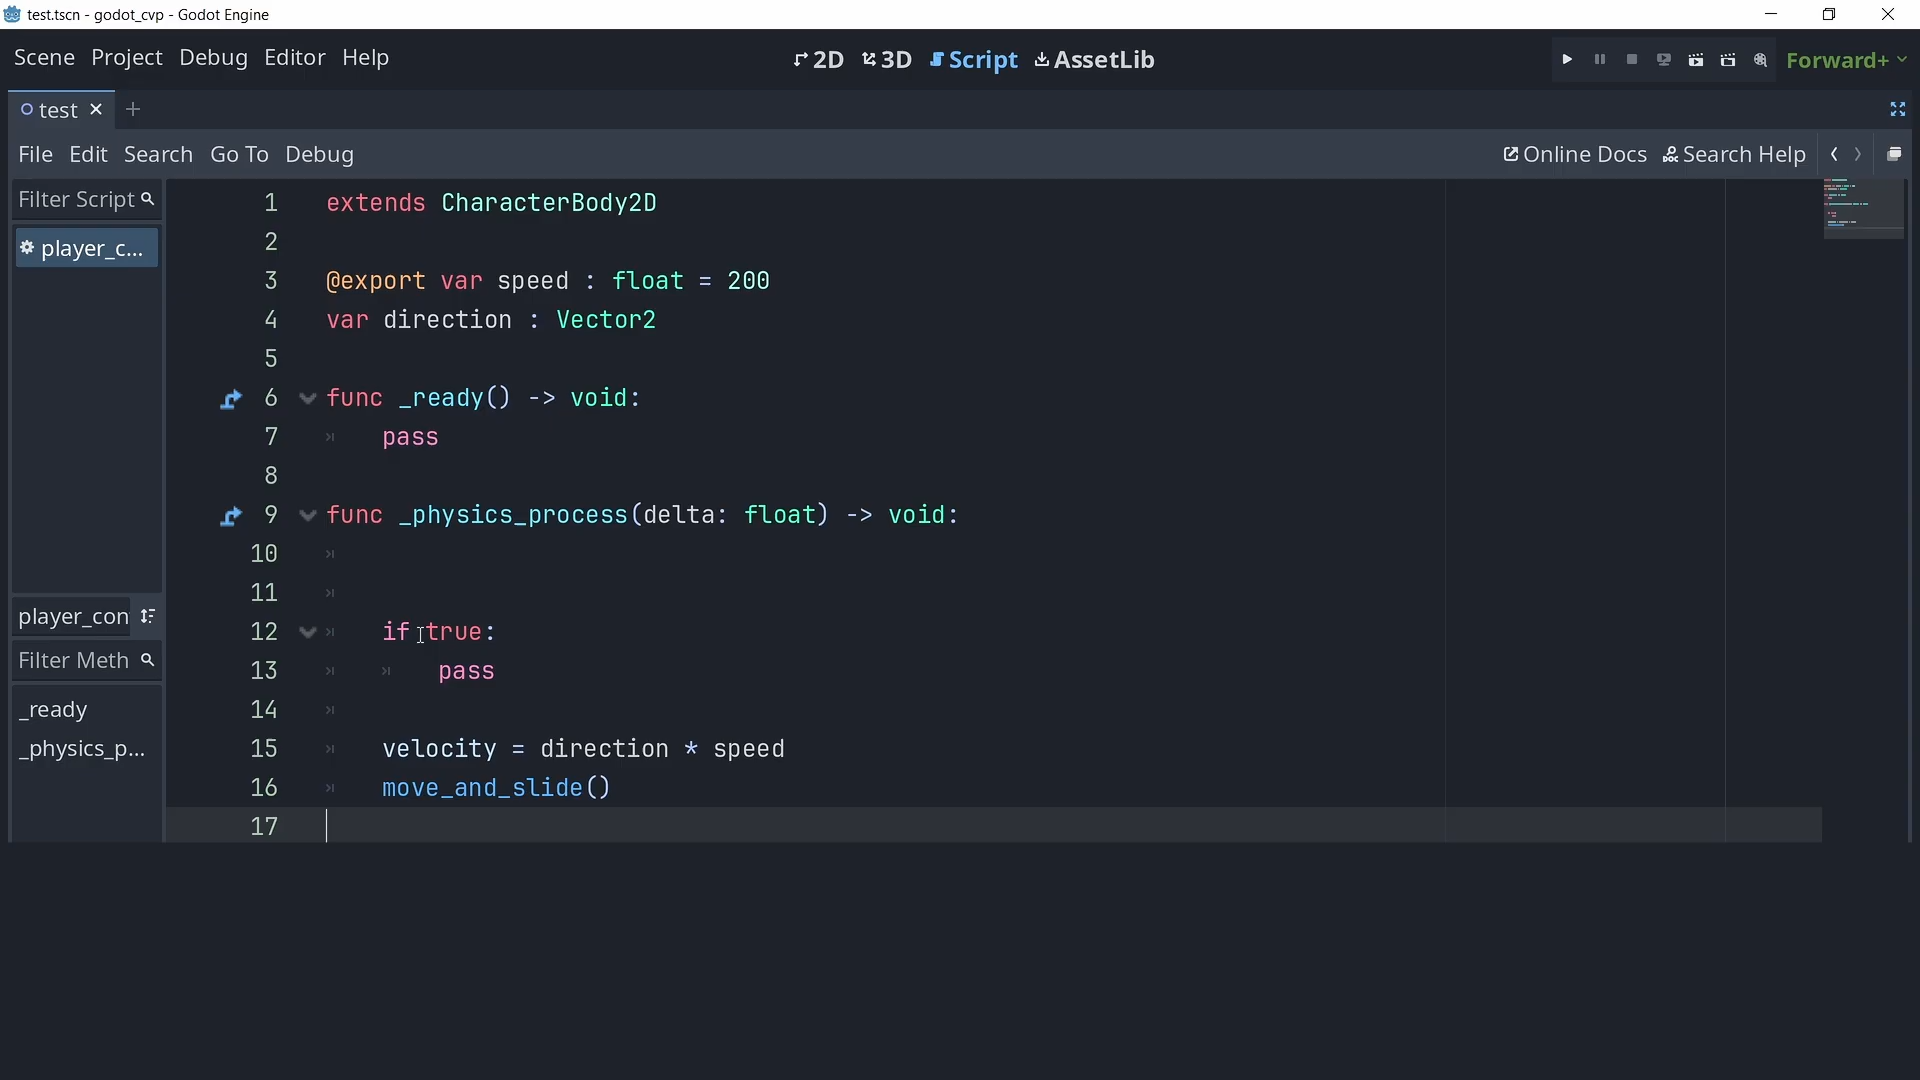 test.tscn - godot_cvp - Godot Engine
Scene Project Debug Editor Help 2D 3D Script AssetLib Forward+
test
File Edit Search Go To Debug Online Docs Search Help
Filter Script
player_c...
player_con
Filter Meth
_ready
_physics_p...
1 extends CharacterBody2D
2
3 @export var speed : float = 200
4 var direction : Vector2
5
6 func _ready() -> void:
7 pass
8
9 func _physics_process(delta: float) -> void:
10
11
12 if true:
13 pass
14
15 velocity = direction * speed
16 move_and_slide()
17